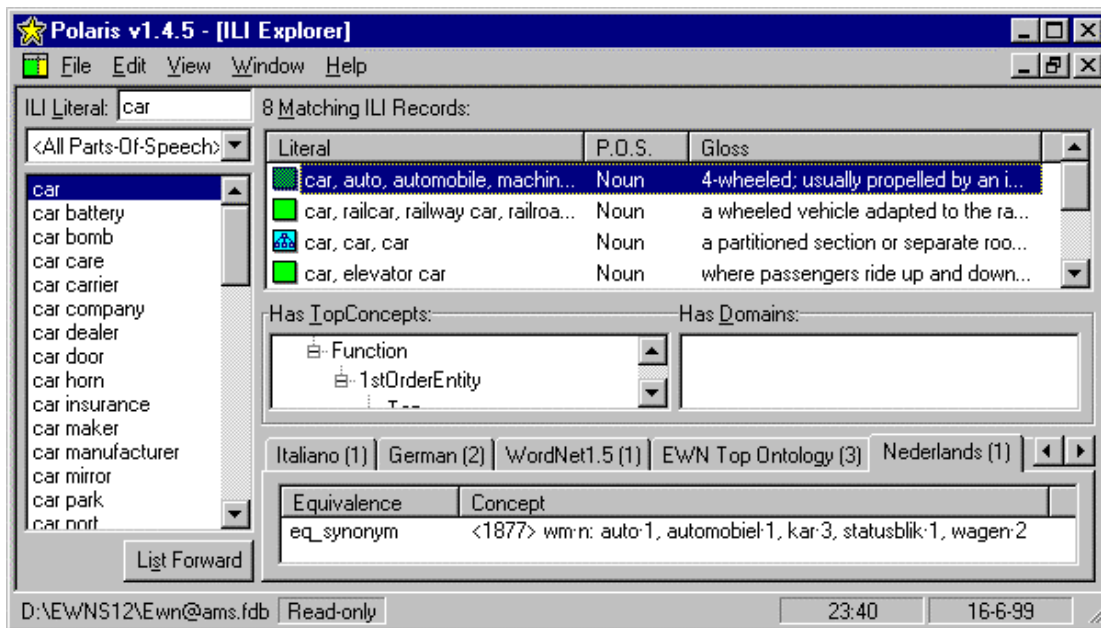 Polaris v1.4.5 - [ILI Explorer]
File Edit View Window Help
ILI Literal: car
8 Matching ILI Records:
<All Parts-Of-Speech>
Literal P.O.S. Gloss
car, auto, automobile, machin... Noun 4-wheeled; usually propelled by an i...
car, railcar, railway car, railroa... Noun a wheeled vehicle adapted to the ra...
car, car, car Noun a partitioned section or separate roo...
car, elevator car Noun where passengers ride up and down...
car
car battery
car bomb
car care
car carrier
car company
car dealer
car door
car horn
car insurance
car maker
car manufacturer
car mirror
car park
car port
List Forward
Has TopConcepts:
Function
1stOrderEntity
Top
Has Domains:
Italiano (1) German (2) WordNet1.5 (1) EWN Top Ontology (3) Nederlands (1)
Equivalence Concept
eq_synonym <1877> wm·n: auto·1, automobiel·1, kar·3, statusblik·1, wagen·2
D:\EWNS12\Ewn@ams.fdb Read-only 23:40 16-6-99